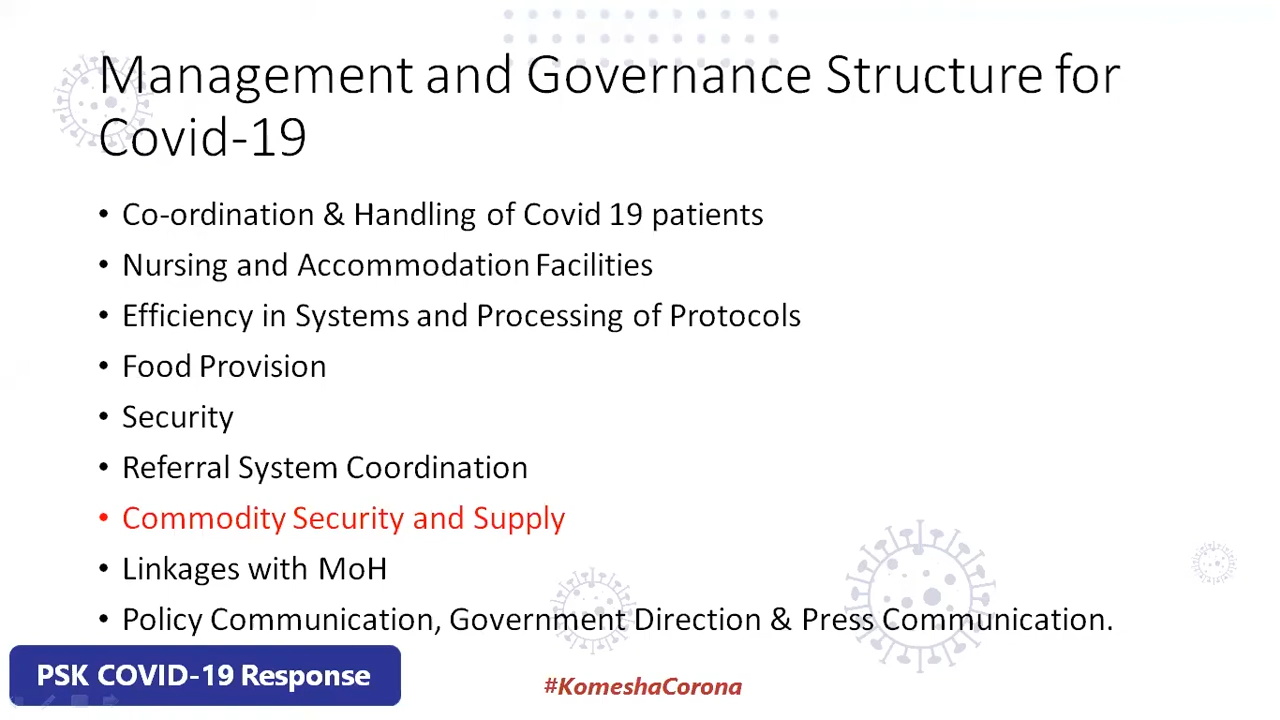 Management and Governance Structure for
Covid-19
• Co-ordination & Handling of Covid 19 patients
• Nursing and Accommodation Facilities
• Efficiency in Systems and Processing of Protocols
• Food Provision
• Security
• Referral System Coordination
• Commodity Security and Supply
• Linkages with MoH
• Policy Communication, Government Direction & Press Communication.
PSK COVID-19 Response
#KomeshaCorona